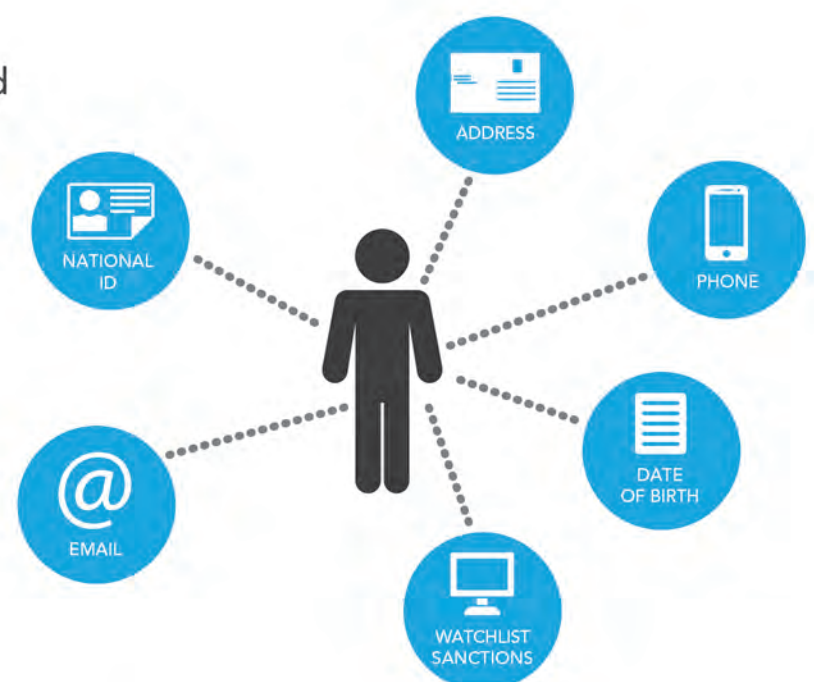 d
ADDRESS
NATIONAL
ID
PHONE
DATE
OF BIRTH
@
EMAIL
WATCHLIST
SANCTIONS